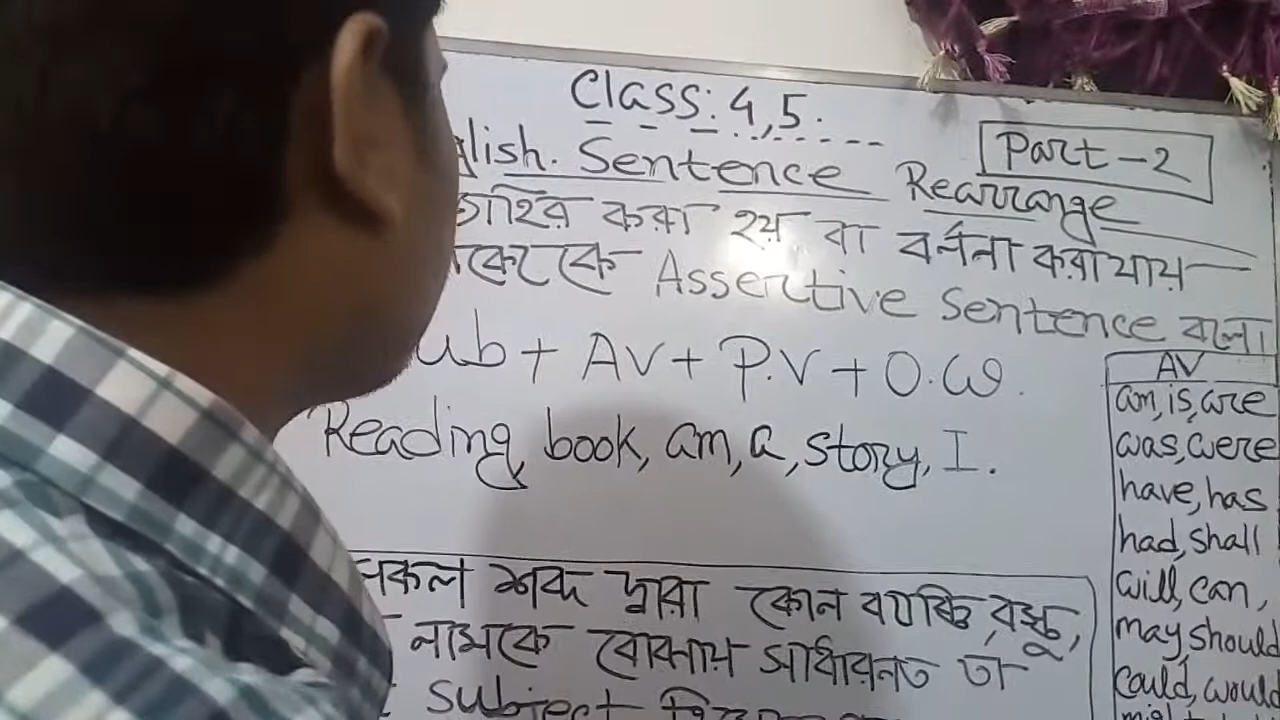 Class: 4,5.
Part-2
lish. Sentence Rearrange
করা হয় বা বর্ণনা করা যায়
Assertive Sentence বলে।
ub + AV + P.V + O.W.
Reading, book, am, a, story, I.
AV
am, is, are
was, were
have, has
had, shall
will, can,
may, should
could, would
সকল শব্দ দ্বারা কোন ব্যক্তি, বস্তু,
নামকে বোঝায় সাধারনত তা
subject